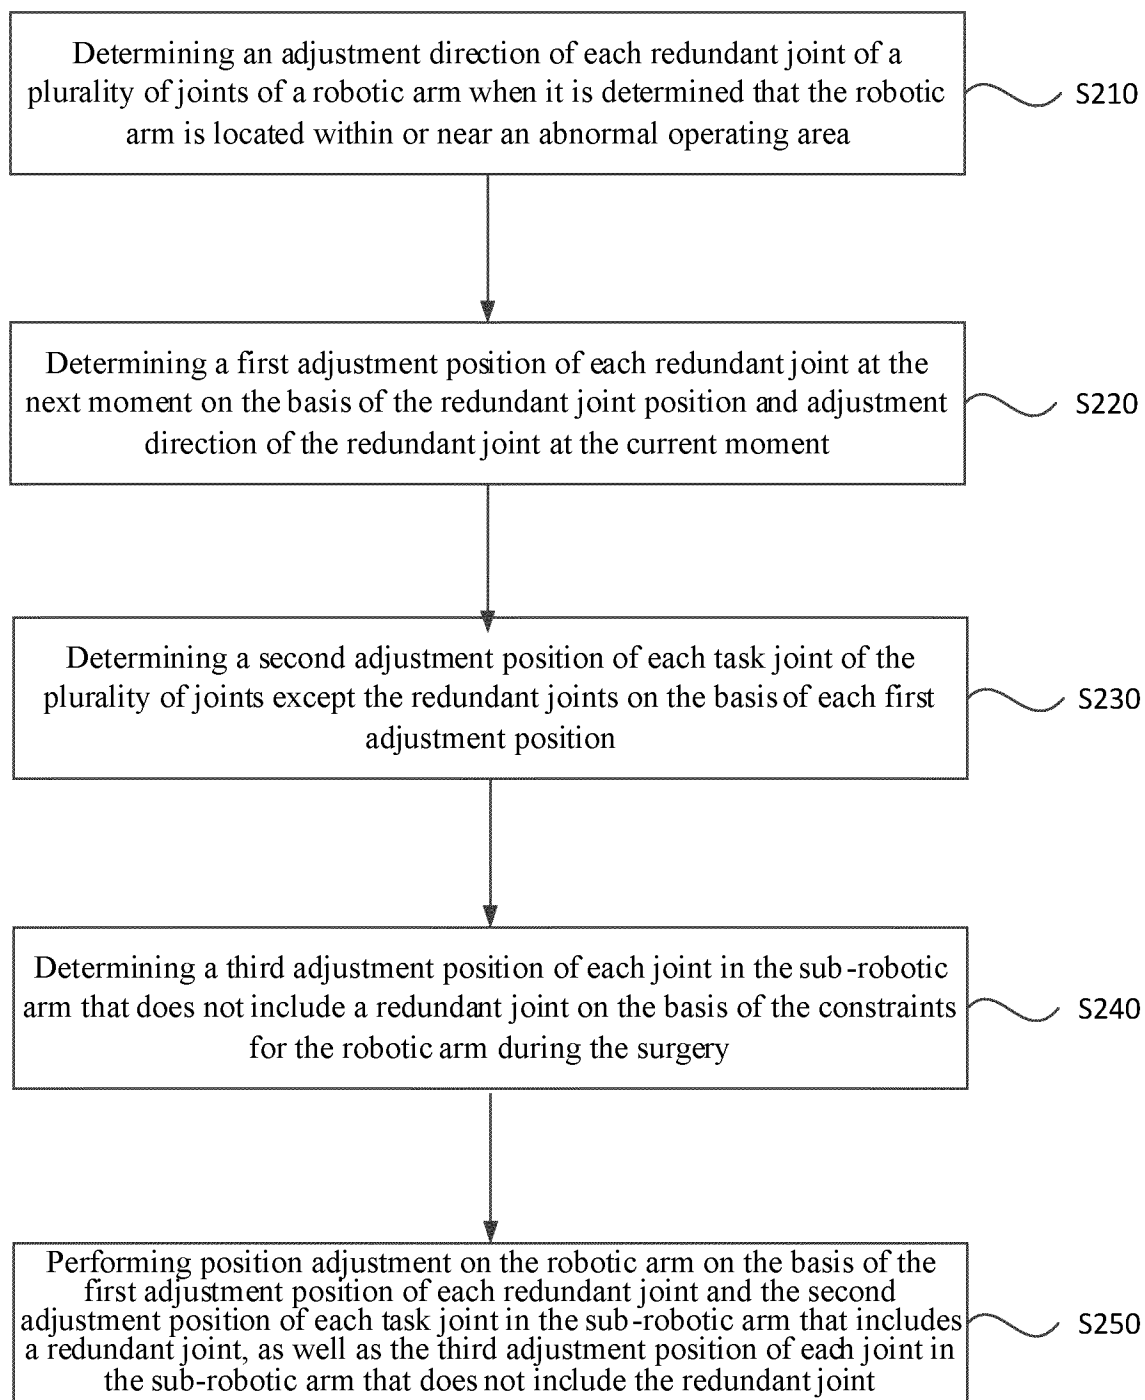 Determining an adjustment direction of each redundant joint of a
plurality of joints of a robotic arm when it is determined that the robotic
arm is located within or near an abnormal operating area
S210
Determining a first adjustment position of each redundant joint at the
next moment on the basis of the redundant joint position and adjustment
direction of the redundant joint at the current moment
S220
Determining a second adjustment position of each task joint of the
plurality of joints except the redundant joints on the basis of each first
adjustment position
S230
Determining a third adjustment position of each joint in the sub-robotic
arm that does not include a redundant joint on the basis of the constraints
for the robotic arm during the surgery
S240
Performing position adjustment on the robotic arm on the basis of the
first adjustment position of each redundant joint and the second
adjustment position of each task joint in the sub-robotic arm that includes
a redundant joint, as well as the third adjustment position of each joint in
the sub-robotic arm that does not include the redundant joint
S250